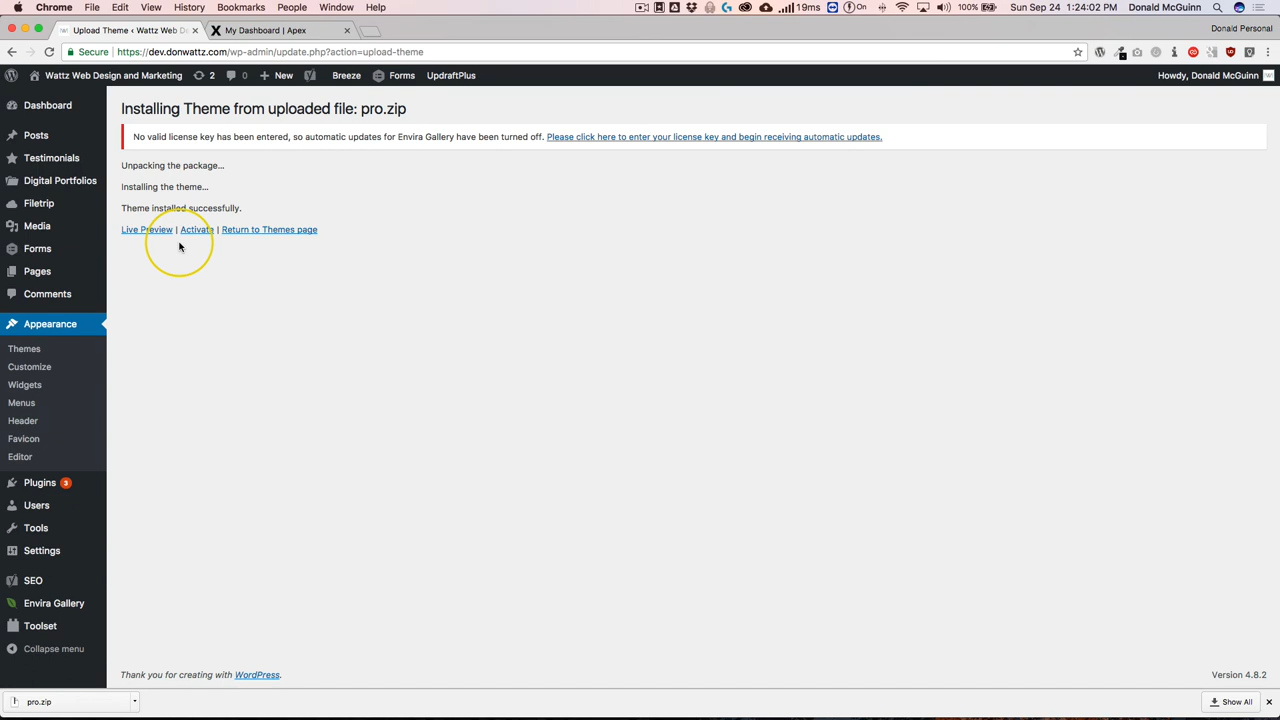 Chrome File Edit View History Bookmarks People Window Help 19ms On 100% Sun Sep 24 1:24:02 PM Donald McGuinn
Upload Theme ‹ Wattz Web D My Dashboard | Apex Donald Personal
Secure https://dev.donwattz.com/wp-admin/update.php?action=upload-theme
Wattz Web Design and Marketing 2 0 New Breeze Forms UpdraftPlus Howdy, Donald McGuinn
Dashboard
Posts
Testimonials
Digital Portfolios
Filetrip
Media
Forms
Pages
Comments
Appearance
Themes
Customize
Widgets
Menus
Header
Favicon
Editor
Plugins 3
Users
Tools
Settings
SEO
Envira Gallery
Toolset
Collapse menu
Installing Theme from uploaded file: pro.zip
No valid license key has been entered, so automatic updates for Envira Gallery have been turned off. Please click here to enter your license key and begin receiving automatic updates.
Unpacking the package...
Installing the theme...
Theme installed successfully.
Live Preview | Activate | Return to Themes page
Thank you for creating with WordPress. Version 4.8.2
pro.zip Show All